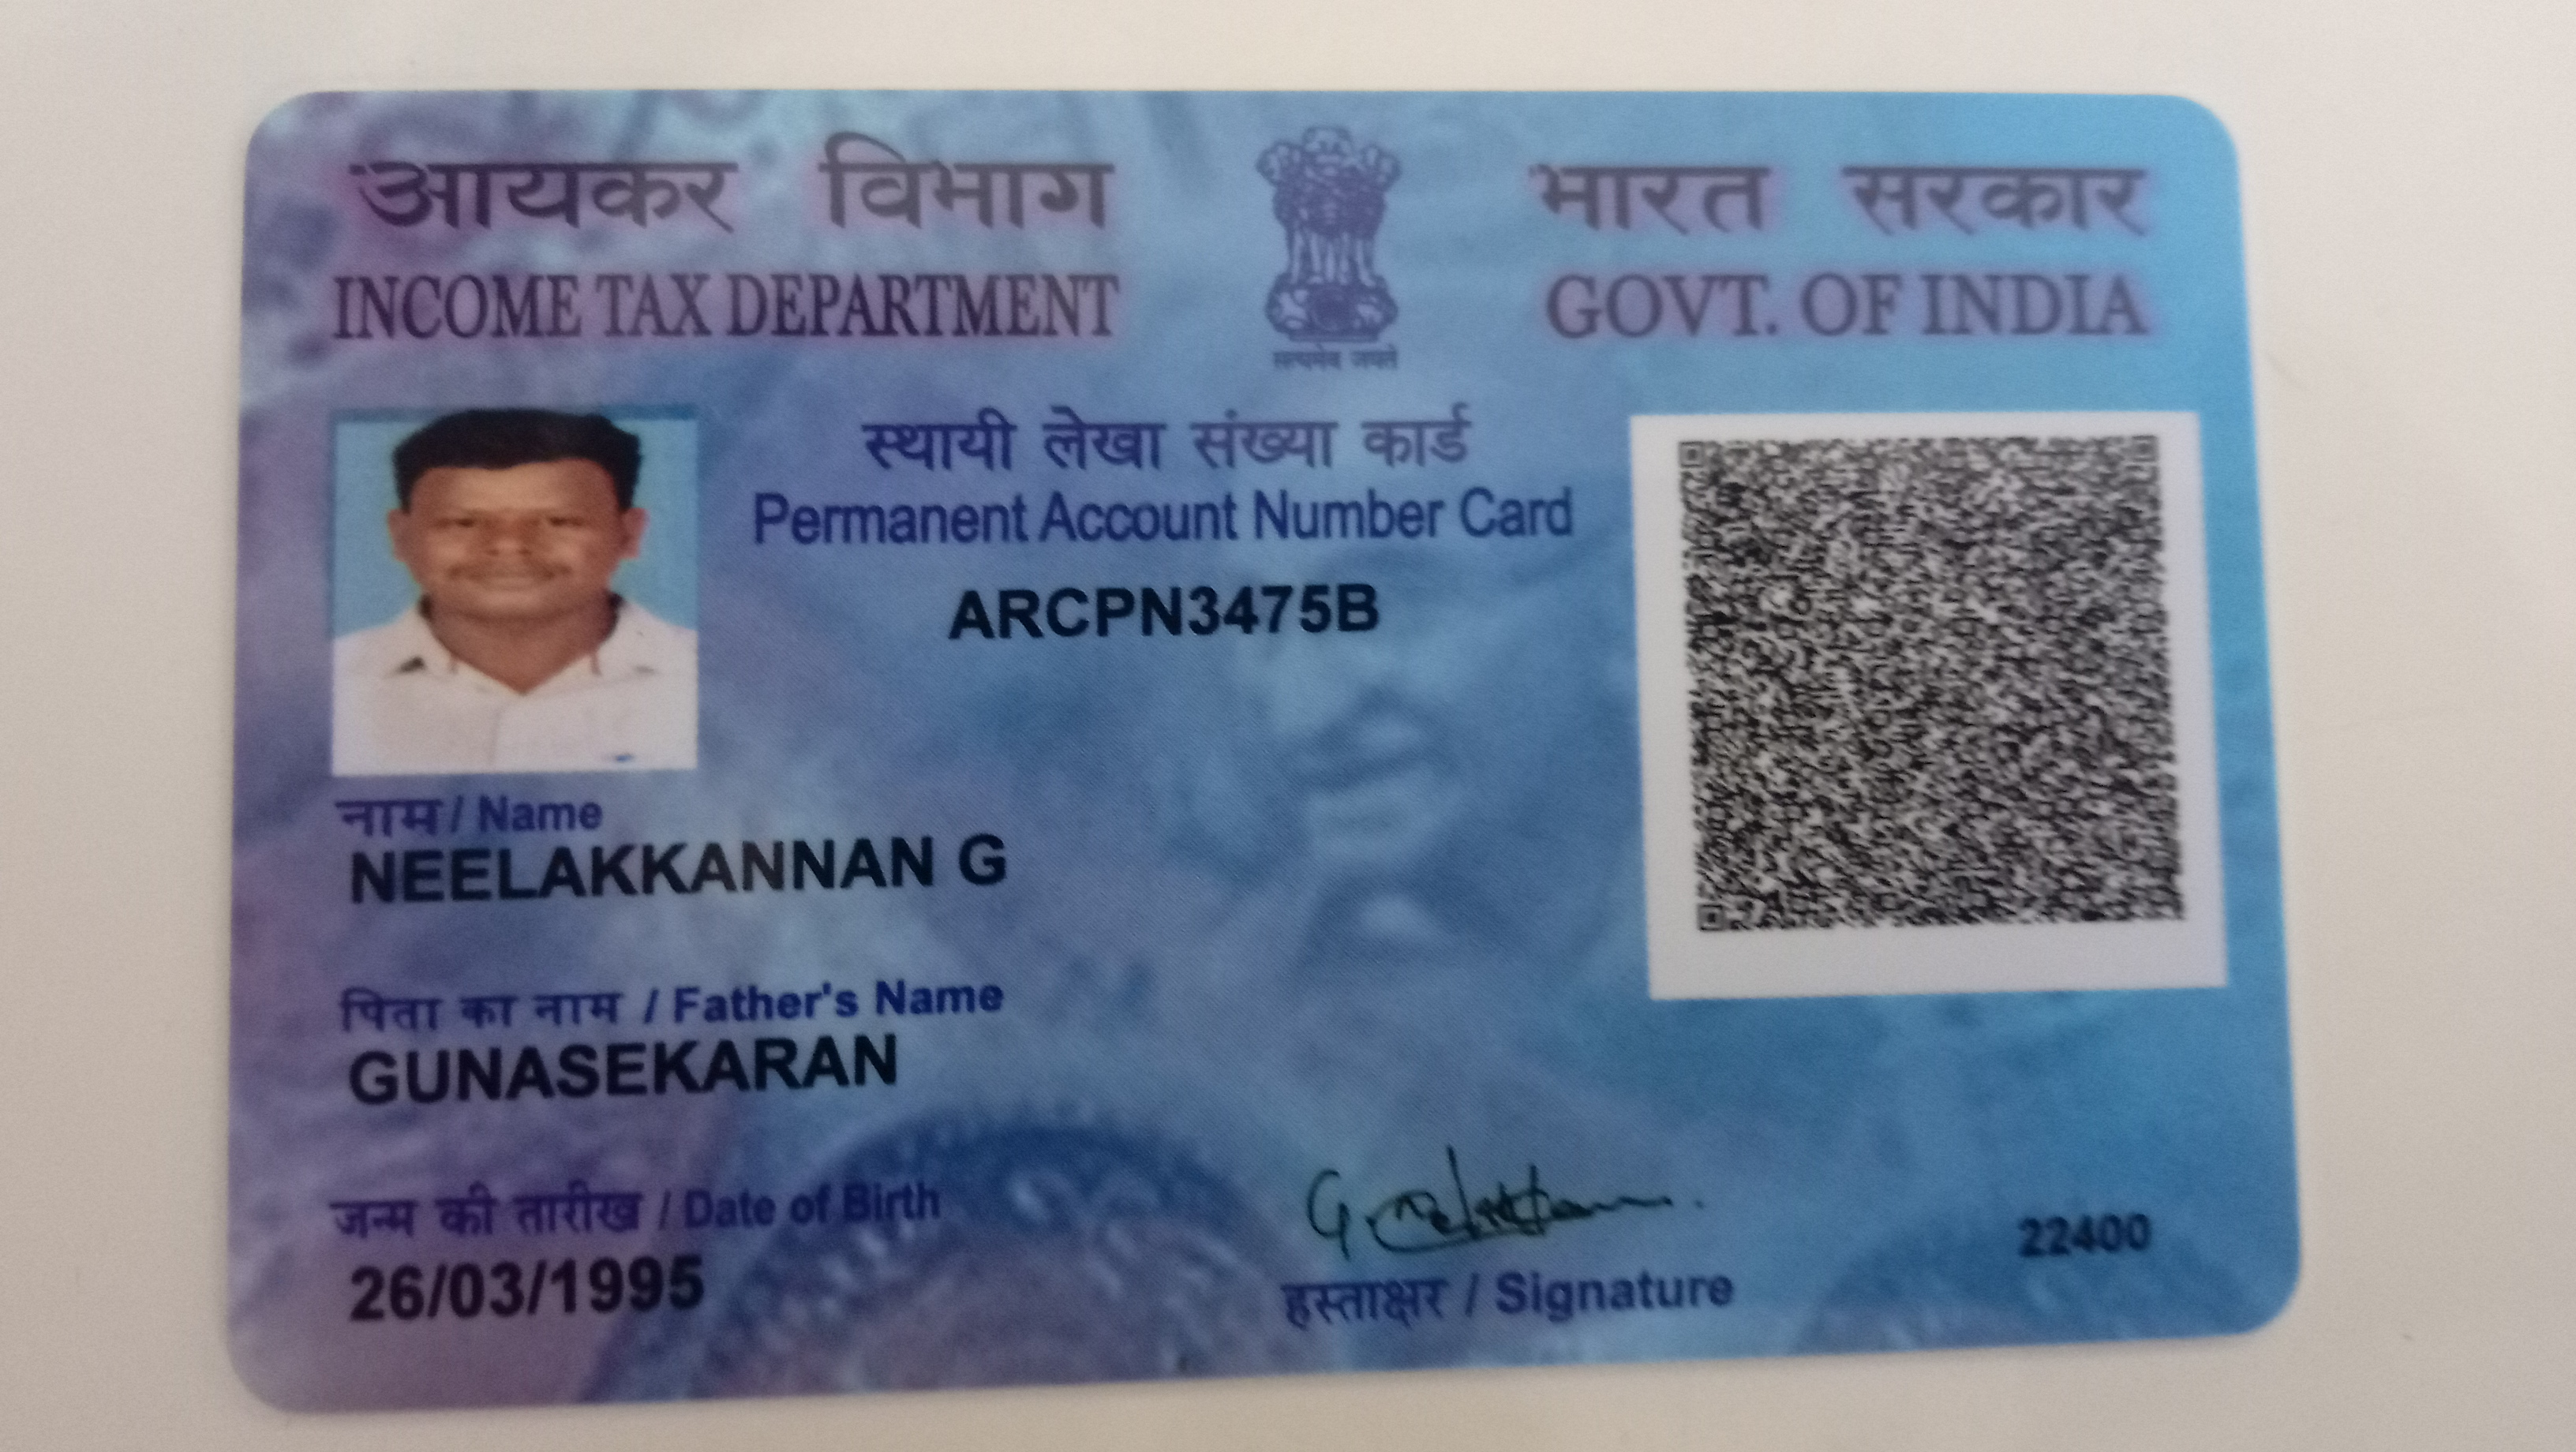 आयकर विभाग
INCOME TAX DEPARTMENT
सत्यमेव जयते
भारत सरकार
GOVT. OF INDIA
स्थायी लेखा संख्या कार्ड
Permanent Account Number Card
ARCPN3475B
नाम / Name
NEELAKKANNAN G
पिता का नाम / Father's Name
GUNASEKARAN
जन्म की तारीख / Date of Birth
26/03/1995
हस्ताक्षर / Signature
22400